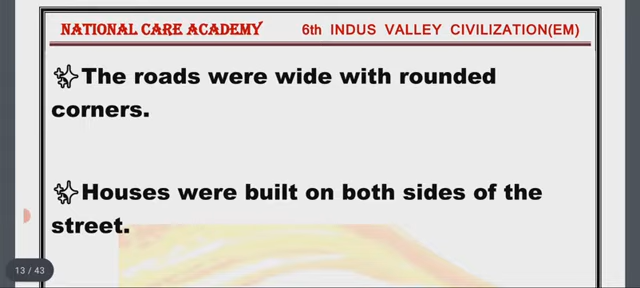 NATIONAL CARE ACADEMY 6th INDUS VALLEY CIVILIZATION(EM)
The roads were wide with rounded
corners.
Houses were built on both sides of the
street.
13 / 43